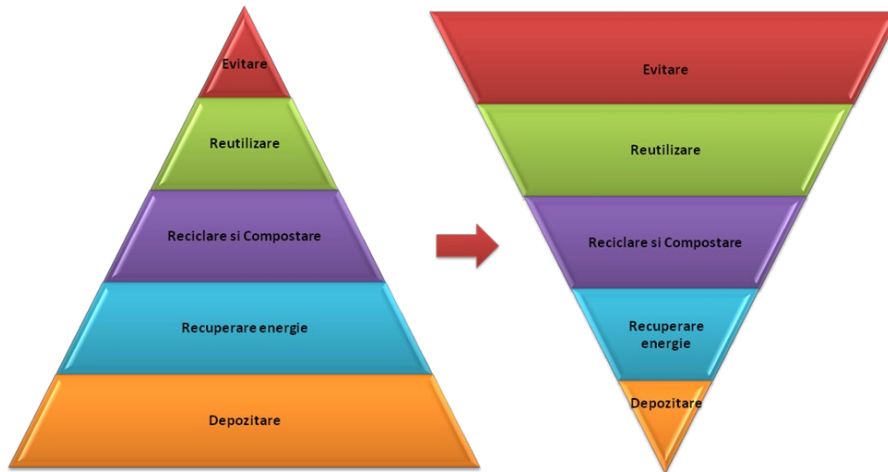 Evitare
Reutilizare
Reciclare si Compostare
Recuperare energie
Depozitare
Evitare
Reutilizare
Reciclare si Compostare
Recuperare
energie
Depozitare